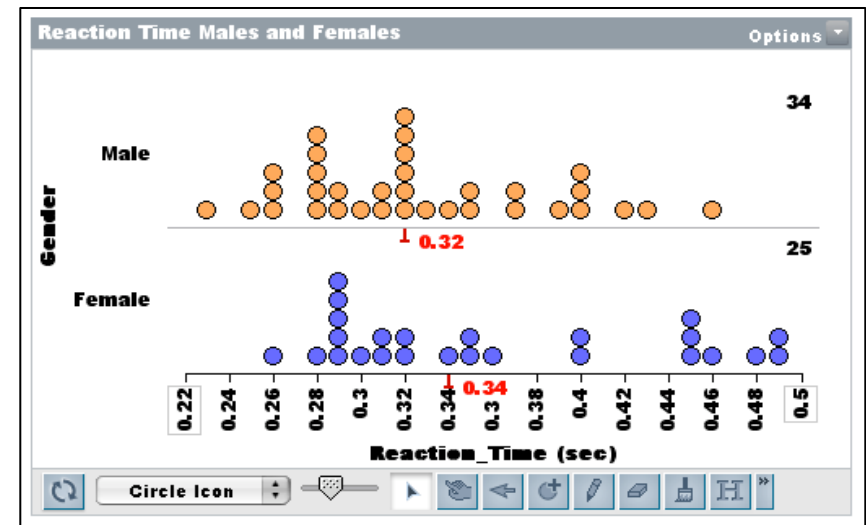 Reaction Time Males and Females
Options
34
Male
Gender
0.32
25
Female
0.34
0.22 0.24 0.26 0.28 0.3 0.32 0.34 0.3 0.38 0.4 0.42 0.44 0.46 0.48 0.5
Reaction_Time (sec)
Circle Icon
H
»